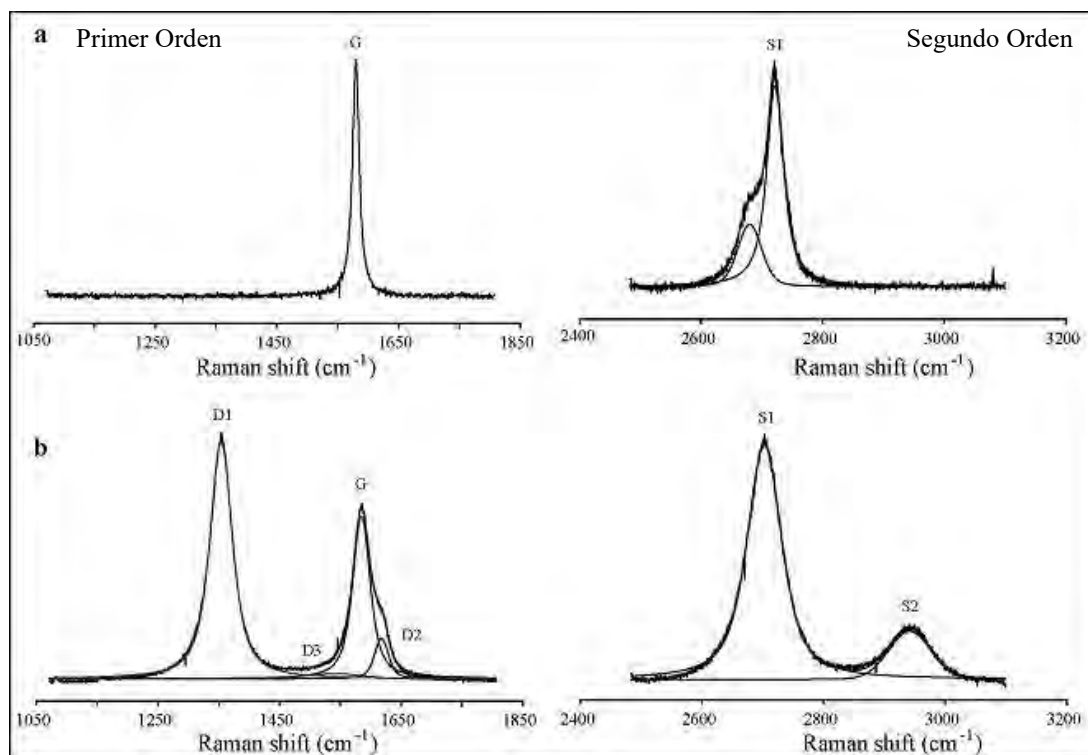 a Primer Orden Segundo Orden
G S1
1050 1250 1450 1650 1850 2400 2600 2800 3000 3200
Raman shift (cm⁻¹) Raman shift (cm⁻¹)
b D1 S1
G
D3 D2 S2
1050 1250 1450 1650 1850 2400 2600 2800 3000 3200
Raman shift (cm⁻¹) Raman shift (cm⁻¹)